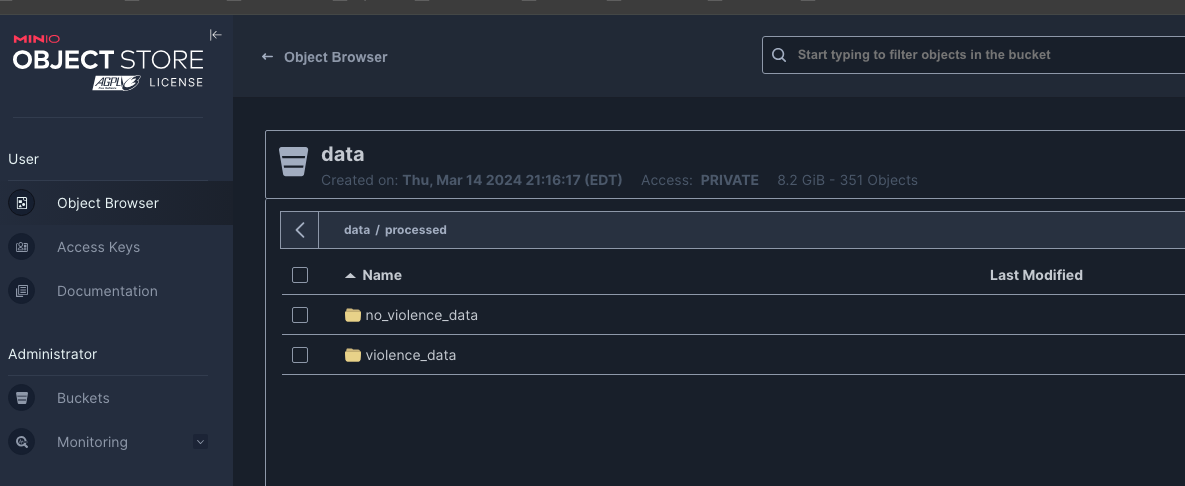 MINIO
OBJECT STORE
AGPL LICENSE
Object Browser
Start typing to filter objects in the bucket
User
Object Browser
Access Keys
Documentation
Administrator
Buckets
Monitoring
data
Created on: Thu, Mar 14 2024 21:16:17 (EDT) Access: PRIVATE 8.2 GiB - 351 Objects
data / processed
Name Last Modified
no_violence_data
violence_data